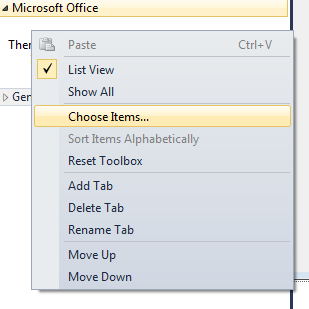 Microsoft Office
Ther
Paste Ctrl+V
List View
Show All
Gen
Choose Items...
Sort Items Alphabetically
Reset Toolbox
Add Tab
Delete Tab
Rename Tab
Move Up
Move Down